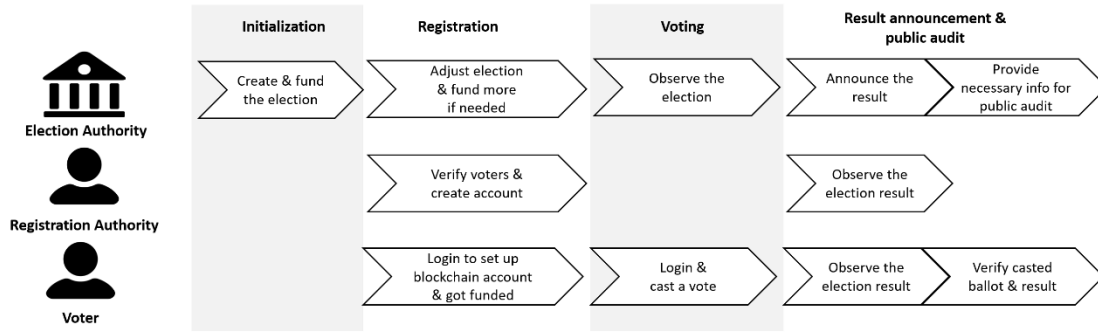 Initialization
Registration
Voting
Result announcement &
public audit
Create & fund
the election
Adjust election
& fund more
if needed
Observe the
election
Announce the
result
Provide
necessary info for
public audit
Election Authority
Verify voters &
create account
Observe the
election result
Registration Authority
Login to set up
blockchain account
& got funded
Login &
cast a vote
Observe the
election result
Verify casted
ballot & result
Voter